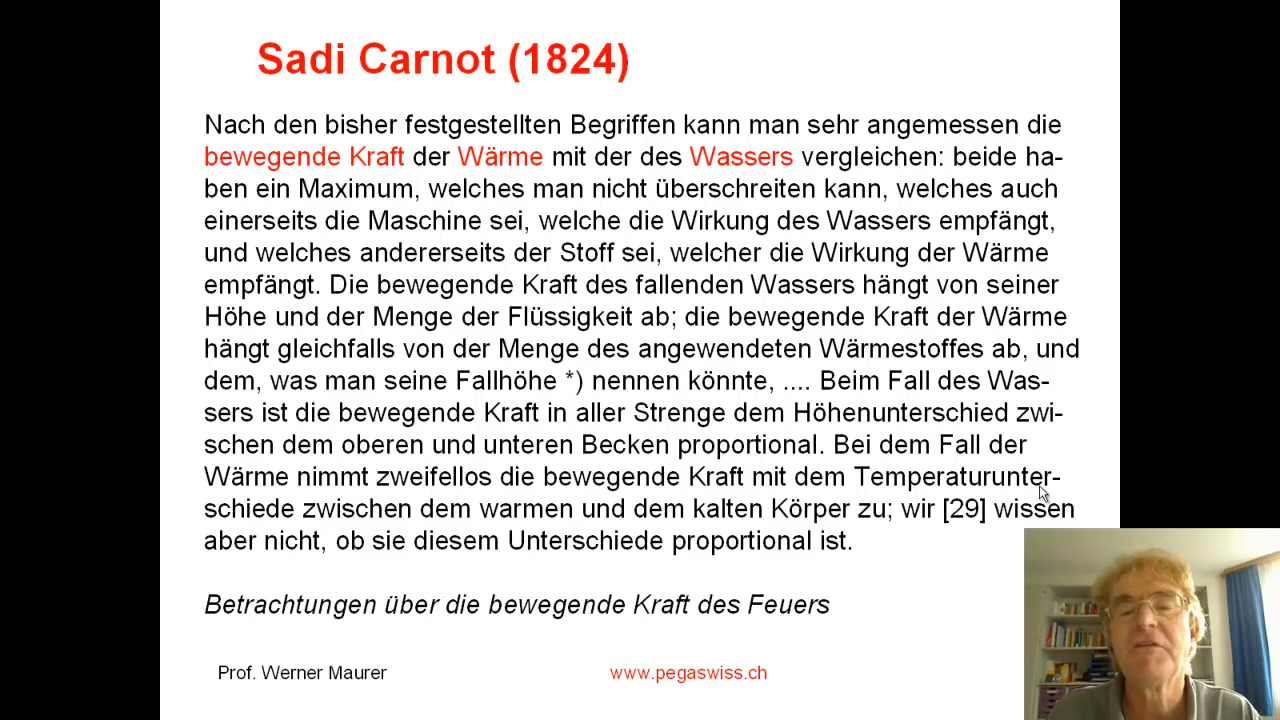 Sadi Carnot (1824)
Nach den bisher festgestellten Begriffen kann man sehr angemessen die
bewegende Kraft der Wärme mit der des Wassers vergleichen: beide ha-
ben ein Maximum, welches man nicht überschreiten kann, welches auch
einerseits die Maschine sei, welche die Wirkung des Wassers empfängt,
und welches andererseits der Stoff sei, welcher die Wirkung der Wärme
empfängt. Die bewegende Kraft des fallenden Wassers hängt von seiner
Höhe und der Menge der Flüssigkeit ab; die bewegende Kraft der Wärme
hängt gleichfalls von der Menge des angewendeten Wärmestoffes ab, und
dem, was man seine Fallhöhe *) nennen könnte, .... Beim Fall des Was-
sers ist die bewegende Kraft in aller Strenge dem Höhenunterschied zwi-
schen dem oberen und unteren Becken proportional. Bei dem Fall der
Wärme nimmt zweifellos die bewegende Kraft mit dem Temperaturunter-
schiede zwischen dem warmen und dem kalten Körper zu; wir [29] wissen
aber nicht, ob sie diesem Unterschiede proportional ist.
Betrachtungen über die bewegende Kraft des Feuers
Prof. Werner Maurer
www.pegaswiss.ch